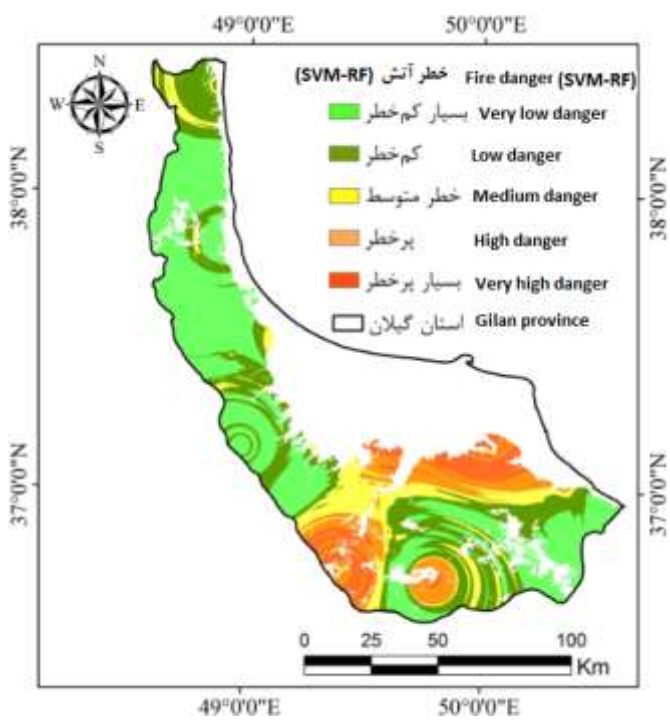 49°0'0"E 50°0'0"E
N
W E
S
(SVM-RF) خطر آتش Fire danger (SVM-RF)
بسیار کم‌خطر Very low danger
کم‌خطر Low danger
خطر متوسط Medium danger
پرخطر High danger
بسیار پرخطر Very high danger
استان گیلان Gilan province
38°0'0"N 38°0'0"N
37°0'0"N 37°0'0"N
0 25 50 100
Km
49°0'0"E 50°0'0"E